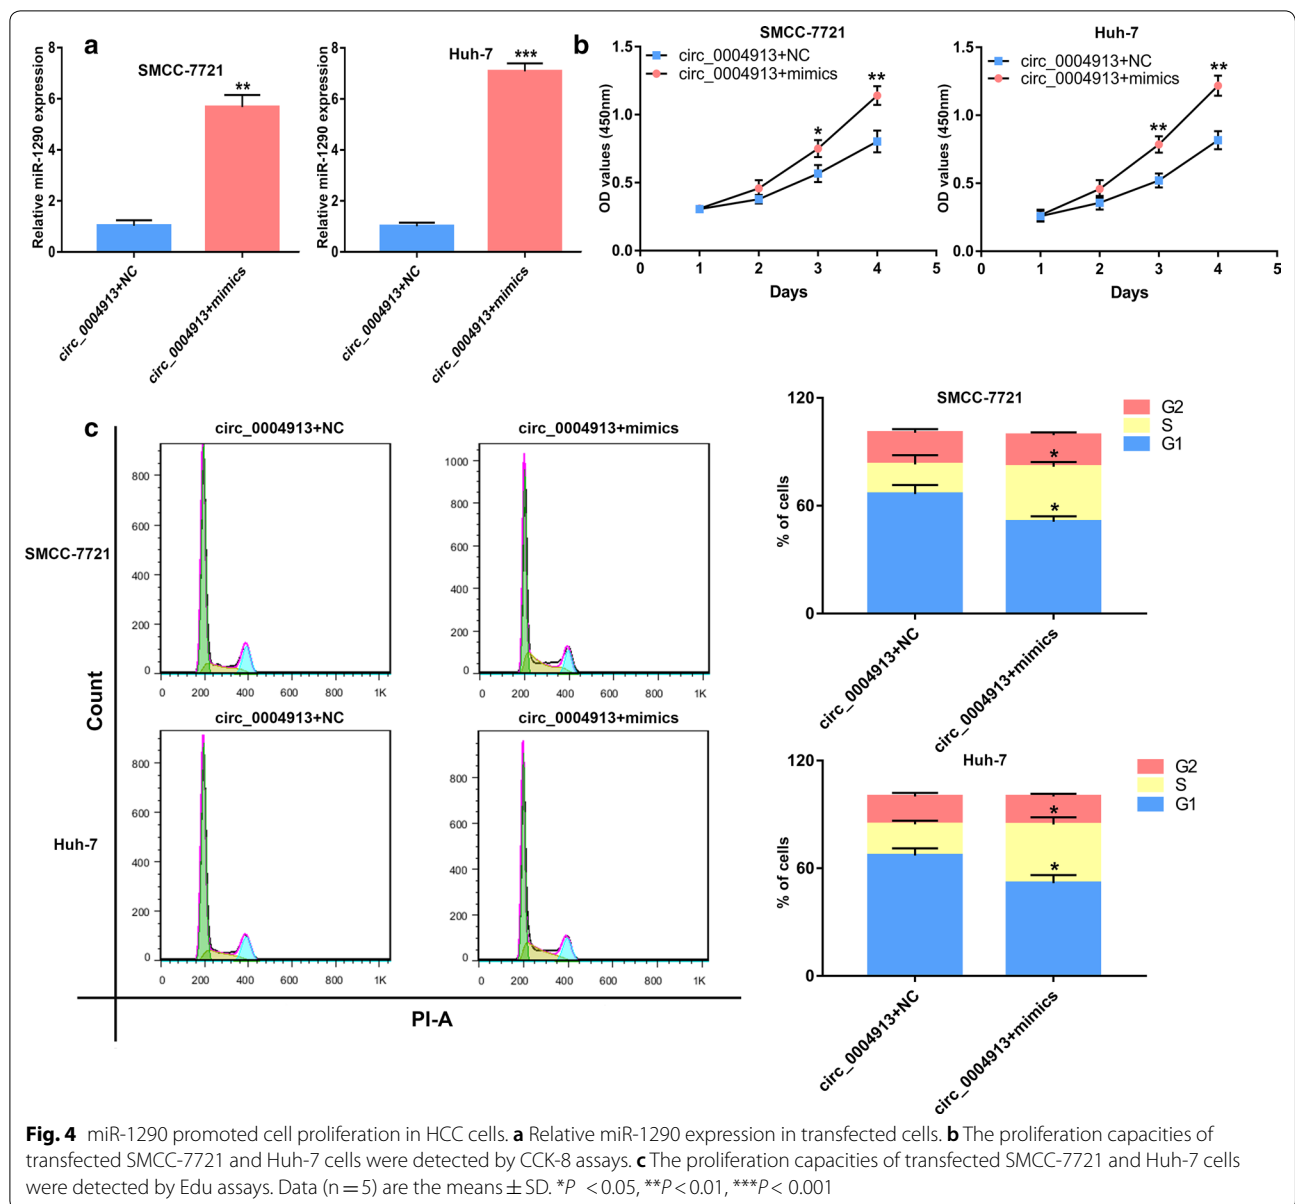 a
SMCC-7721
**
Relative miR-1290 expression
8
6
4
2
0
circ_0004913+NC
circ_0004913+mimics
Huh-7
***
Relative miR-1290 expression
8
6
4
2
0
circ_0004913+NC
circ_0004913+mimics
b
SMCC-7721
circ_0004913+NC
circ_0004913+mimics
*
**
OD values (450nm)
1.5
1.0
0.5
0.0
0 1 2 3 4 5
Days
Huh-7
circ_0004913+NC
circ_0004913+mimics
**
**
OD values (450nm)
1.5
1.0
0.5
0.0
0 1 2 3 4 5
Days
c
circ_0004913+NC
800
600
400
200
0
0 200 400 600 800 1K
circ_0004913+mimics
1000
800
600
400
200
0
0 200 400 600 800 1K
SMCC-7721
Count
circ_0004913+NC
800
600
400
200
0
0 200 400 600 800 1K
circ_0004913+mimics
800
600
400
200
0
0 200 400 600 800 1K
Huh-7
PI-A
SMCC-7721
G2
S
G1
% of cells
120
60
0
*
*
circ_0004913+NC
circ_0004913+mimics
Huh-7
G2
S
G1
% of cells
120
60
0
*
*
circ_0004913+NC
circ_0004913+mimics
Fig. 4 miR-1290 promoted cell proliferation in HCC cells. a Relative miR-1290 expression in transfected cells. b The proliferation capacities of
transfected SMCC-7721 and Huh-7 cells were detected by CCK-8 assays. c The proliferation capacities of transfected SMCC-7721 and Huh-7 cells
were detected by Edu assays. Data (n = 5) are the means ± SD. *P < 0.05, **P < 0.01, ***P < 0.001